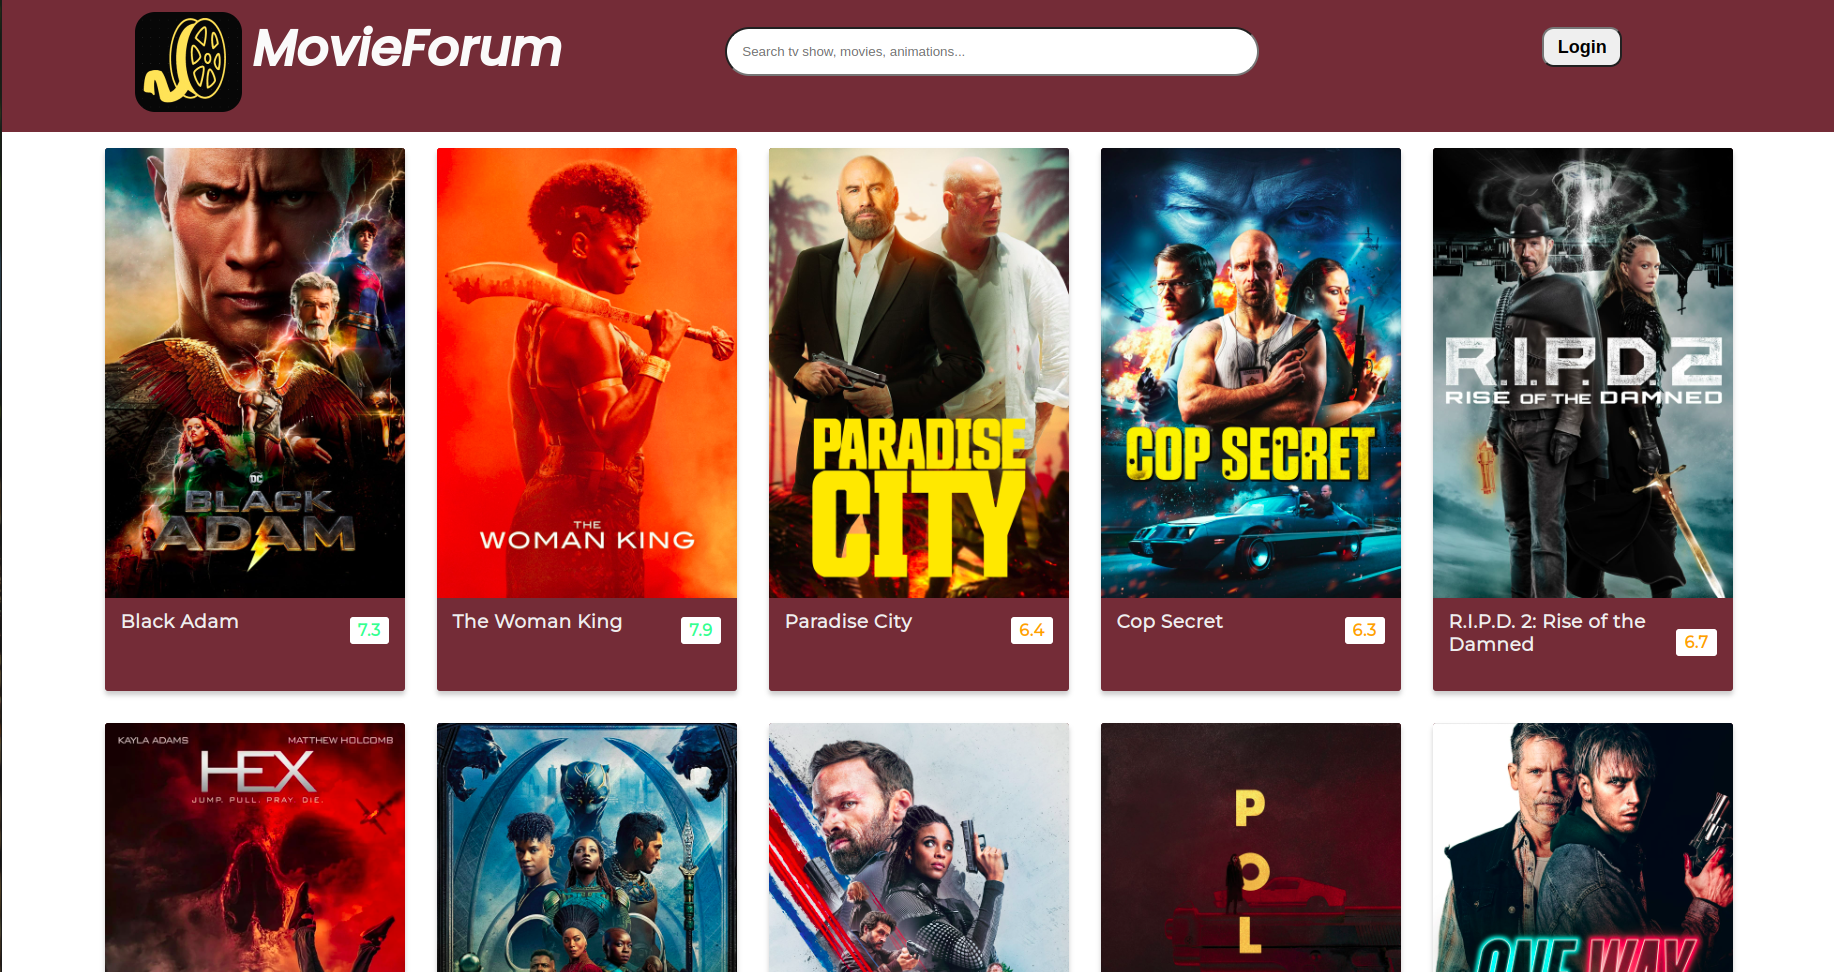 MovieForum
Search tv show, movies, animations...
Login
DC
BLACK
ADAM
THE
WOMAN KING
PARADISE
CITY
COP SECRET
R.I.P.D.2
RISE OF THE DAMNED
Black Adam
7.3
The Woman King
7.9
Paradise City
6.4
Cop Secret
6.3
R.I.P.D. 2: Rise of the
Damned
6.7
KAYLA ADAMS
MATTHEW HOLCOMB
HEX
JUMP. PULL. PRAY. DIE.
P
O
L
ONE WAY